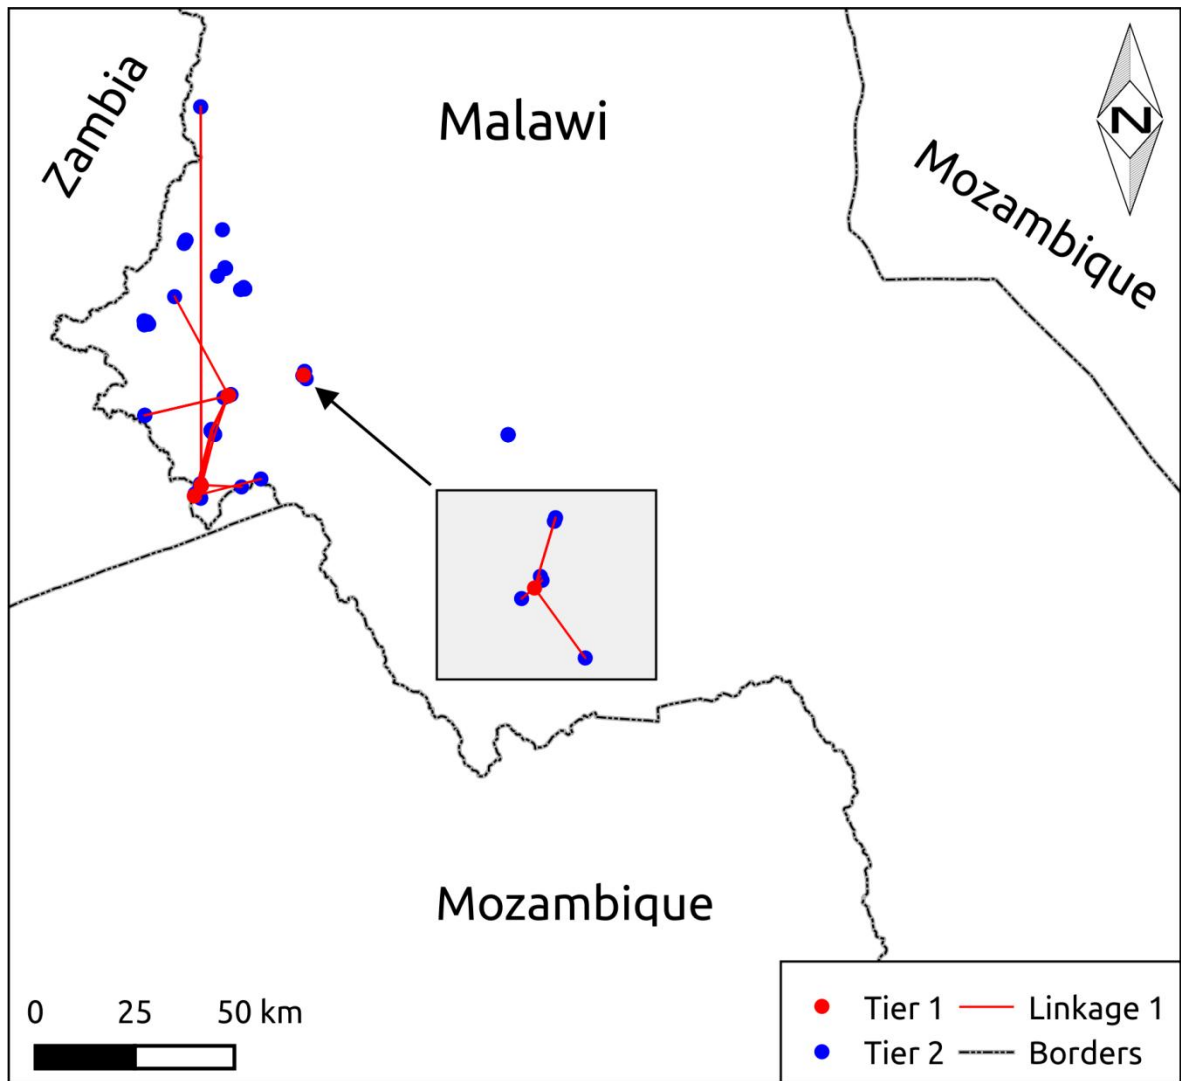 Zambia
Malawi
Mozambique
N
Mozambique
0 25 50 km
Tier 1 Linkage 1
Tier 2 Borders